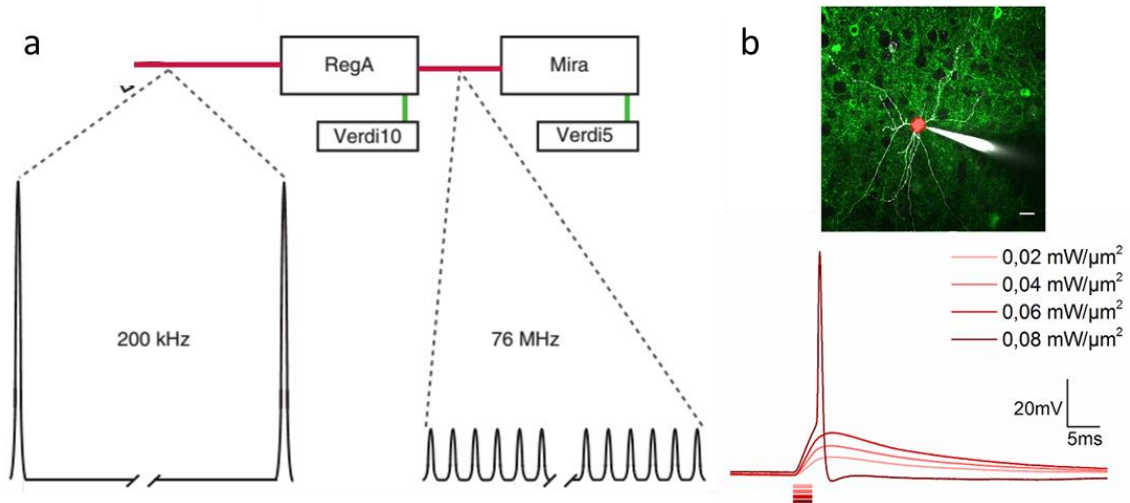 a
RegA
Mira
Verdi10
Verdi5
200 kHz
76 MHz
b
0,02 mW/μm²
0,04 mW/μm²
0,06 mW/μm²
0,08 mW/μm²
20mV
5ms